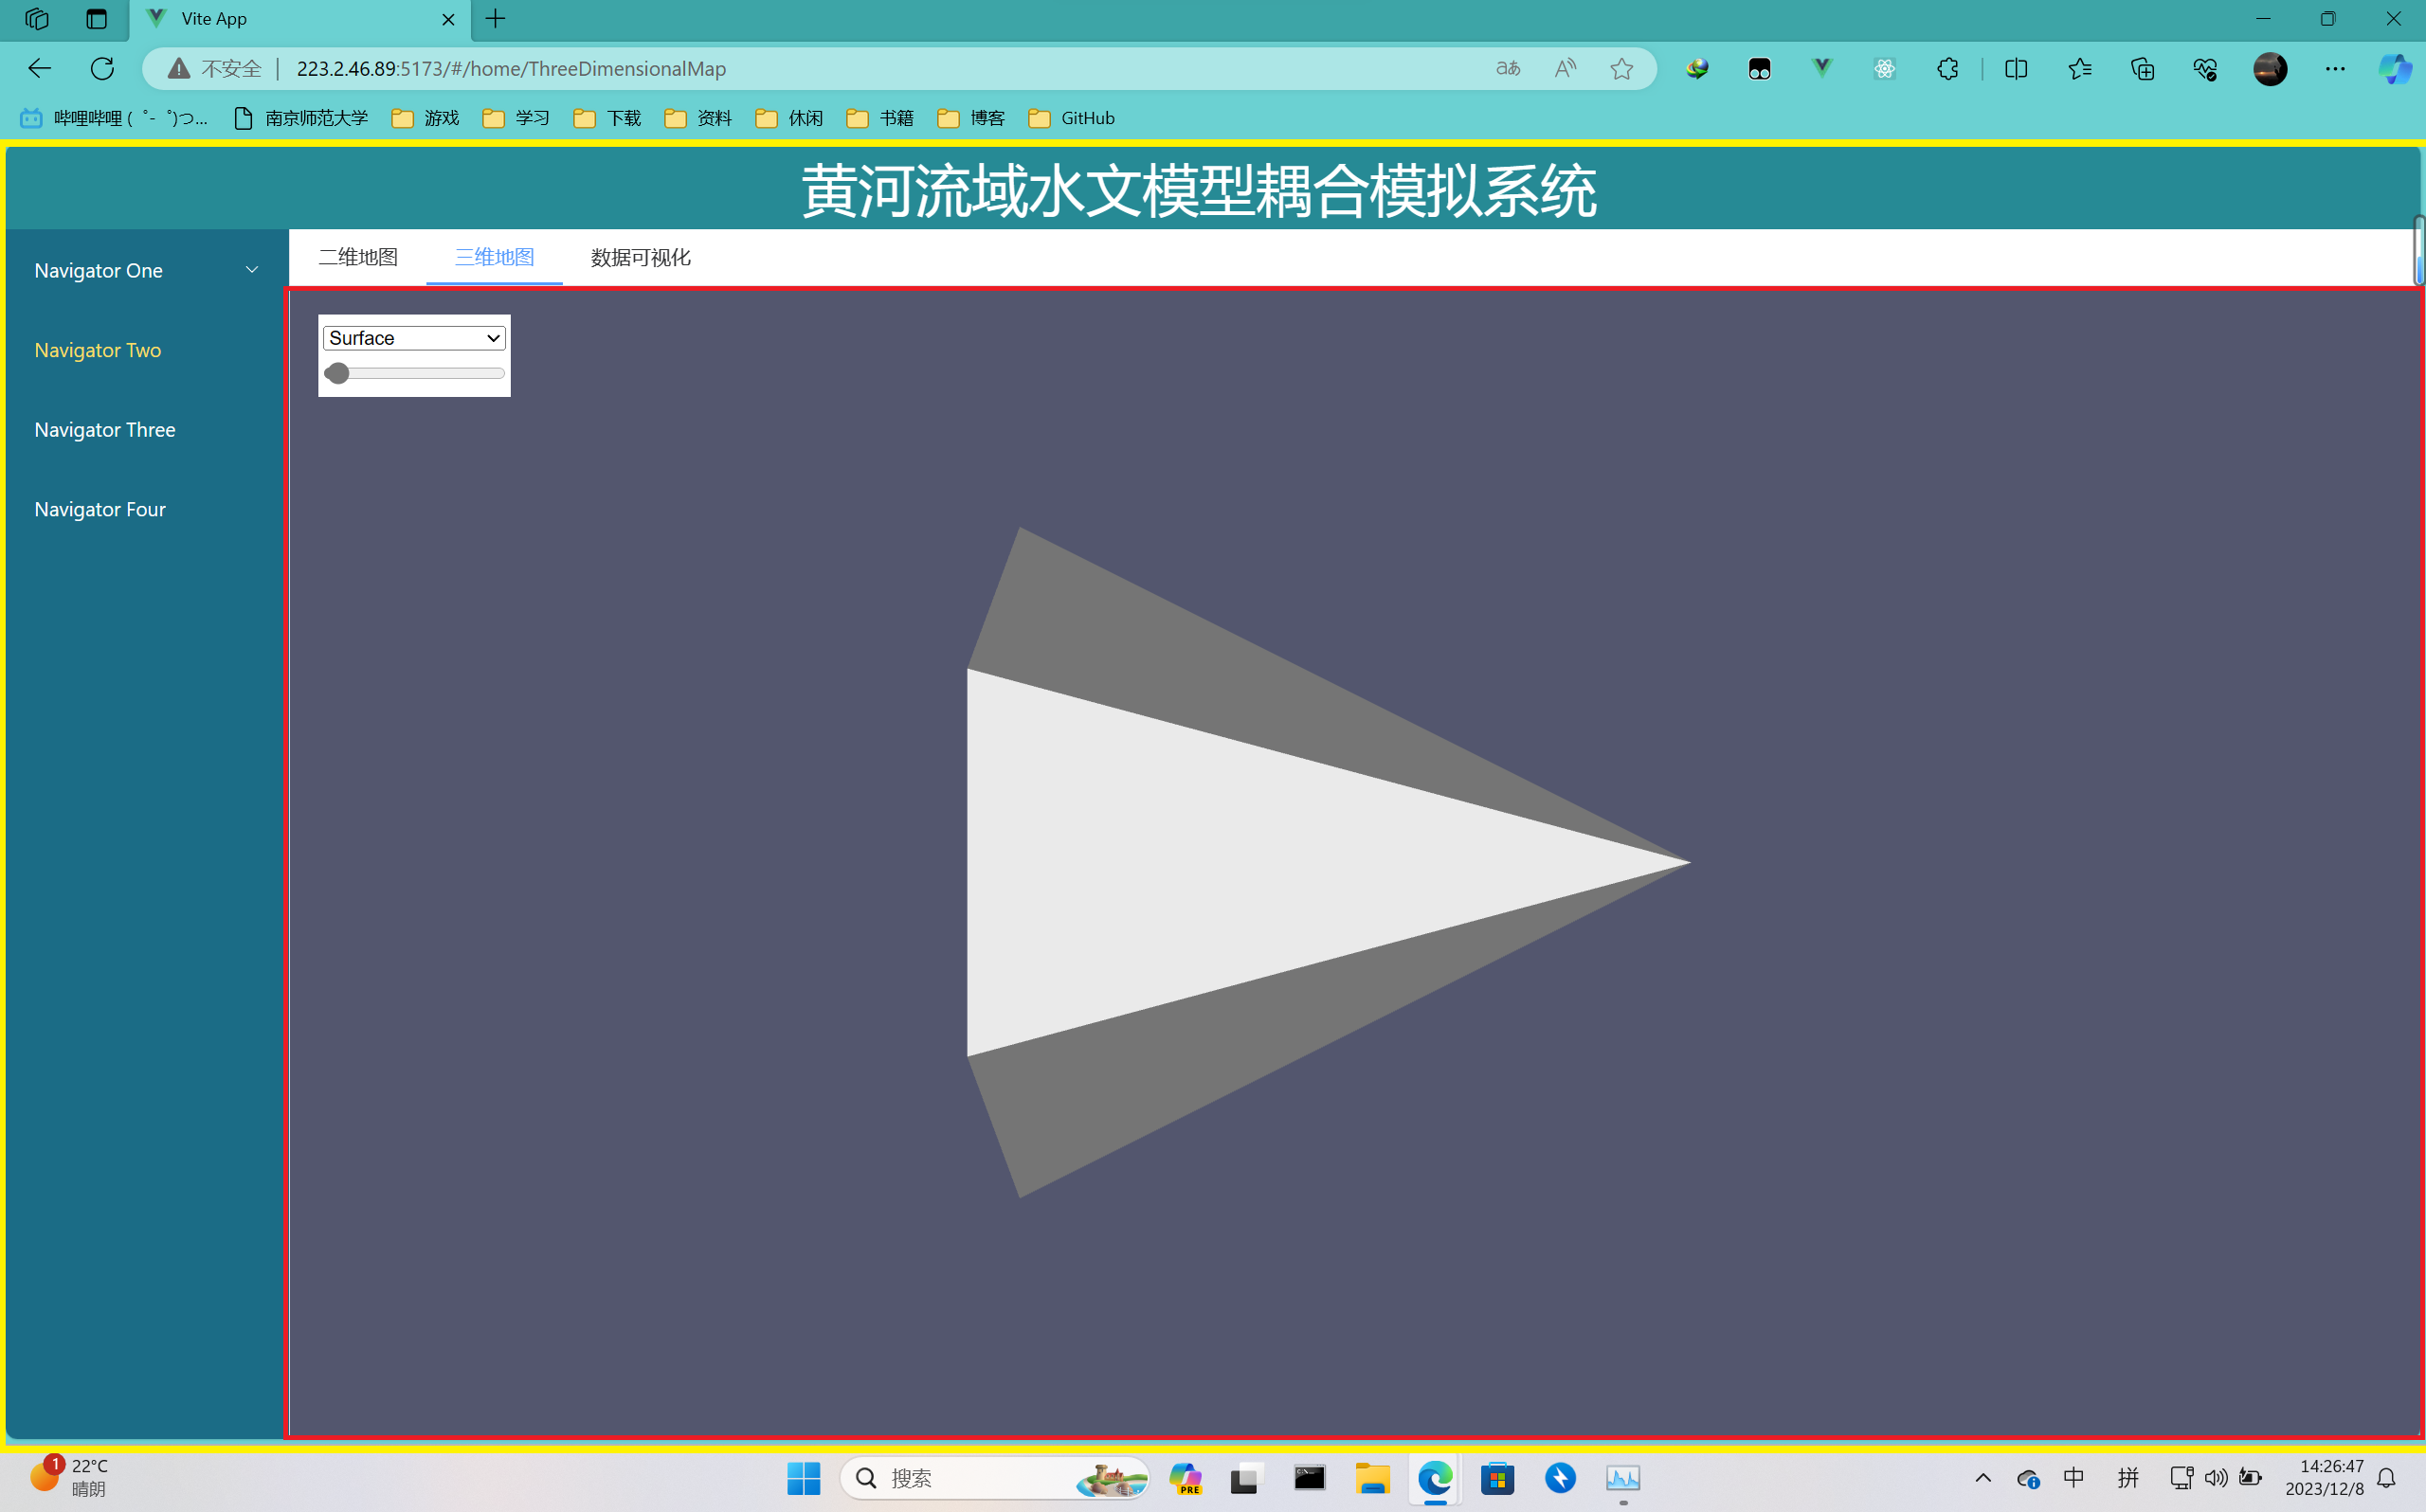 Vite App
不安全 223.2.46.89:5173/#/home/ThreeDimensionalMap
哔哩哔哩 (゜-゜)つ... 南京师范大学 游戏 学习 下载 资料 休闲 书籍 博客 GitHub
黄河流域水文模型耦合模拟系统
二维地图 三维地图 数据可视化
Navigator One
Navigator Two
Navigator Three
Navigator Four
Surface
1 22°C
晴朗
搜索
PRE
中 拼
14:26:47
2023/12/8